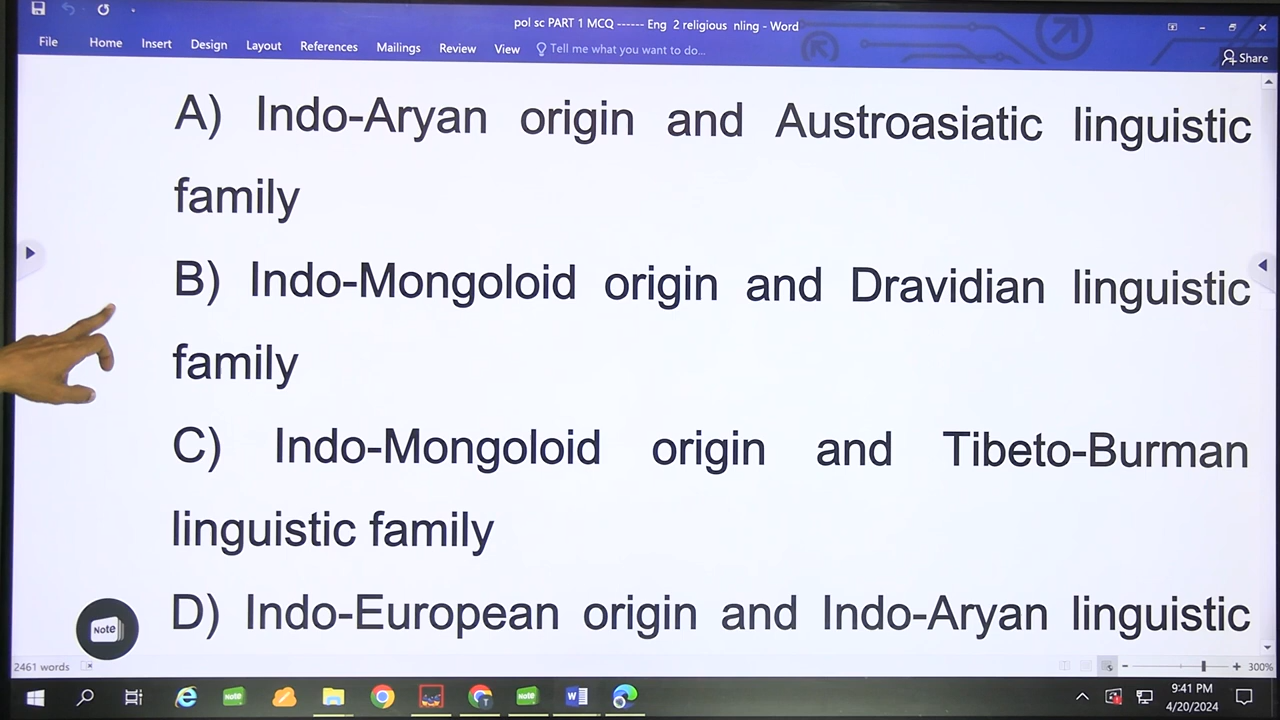 pol sc PART 1 MCQ ------ Eng 2 religious nling - Word
File Home Insert Design Layout References Mailings Review View Tell me what you want to do...
Share
A) Indo-Aryan origin and Austroasiatic linguistic
family
B) Indo-Mongoloid origin and Dravidian linguistic
family
C) Indo-Mongoloid origin and Tibeto-Burman
linguistic family
D) Indo-European origin and Indo-Aryan linguistic
Note
2461 words
300%
Note
Note
9:41 PM
4/20/2024